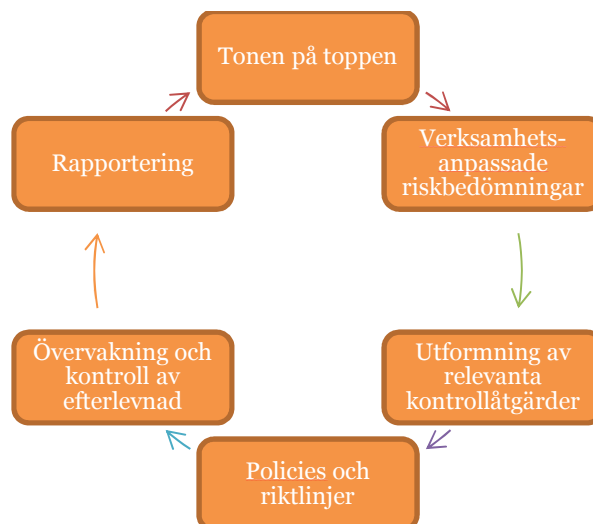 Tonen på toppen
Verksamhets-
anpassade
riskbedömningar
Utformning av
relevanta
kontrollåtgärder
Policies och
riktlinjer
Övervakning och
kontroll av
efterlevnad
Rapportering